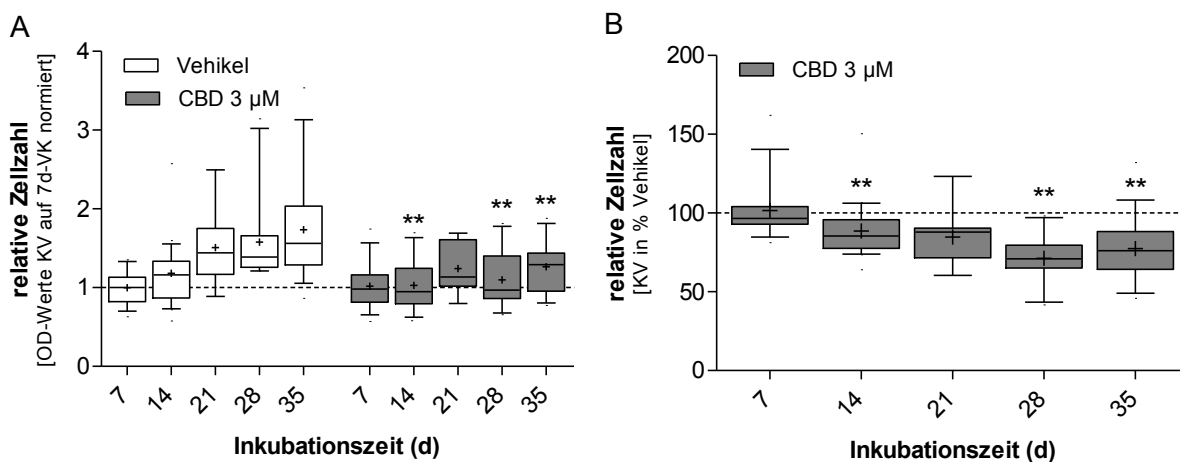 A
relative Zellzahl
[OD-Werte KV auf 7d-VK normiert]
4
3
2
1
0
Vehikel
CBD 3 µM
** ** **
7 14 21 28 35 7 14 21 28 35
Inkubationszeit (d)
B
relative Zellzahl
[KV in % Vehikel]
200
150
100
50
0
CBD 3 µM
** ** **
7 14 21 28 35
Inkubationszeit (d)